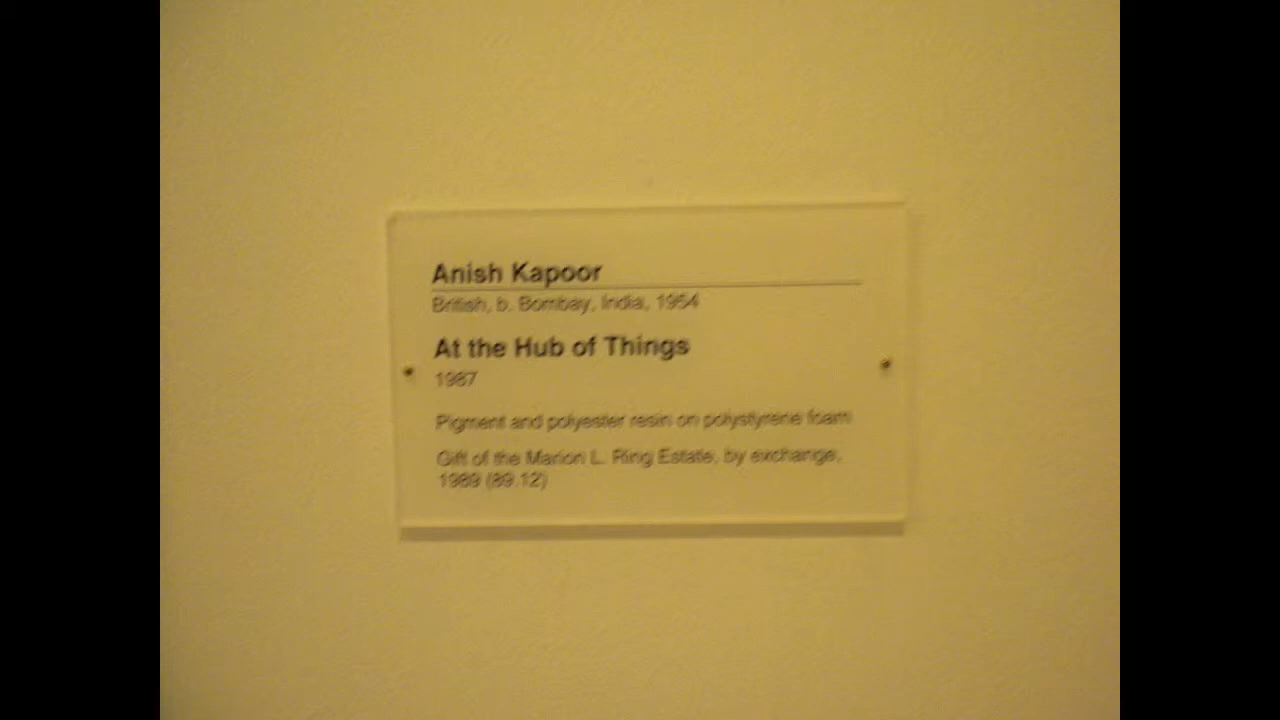 Anish Kapoor
British, b. Bombay, India, 1954
At the Hub of Things
1987
Pigment and polyester resin on polystyrene foam
Gift of the Marion L. Ring Estate, by exchange,
1989 (89.12)